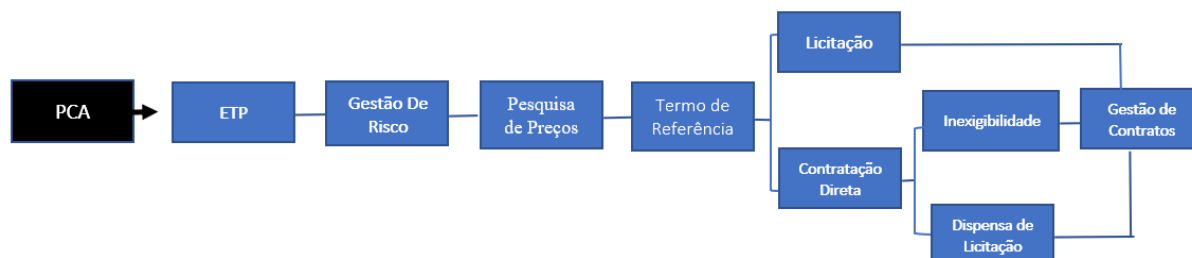 PCA
ETP
Gestão De
Risco
Pesquisa
de Preços
Termo de
Referência
Licitação
Contratação
Direta
Inexigibilidade
Dispensa de
Licitação
Gestão de
Contratos